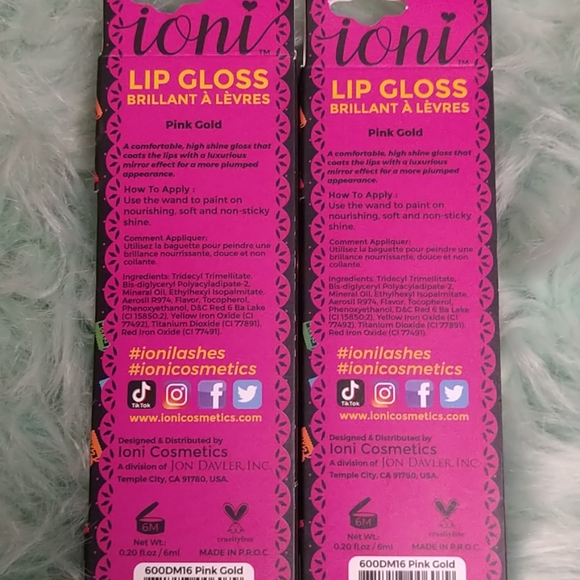 ioni™
LIP GLOSS
BRILLANT À LÈVRES
Pink Gold
A comfortable, high shine gloss that
coats the lips with a luxurious
mirror effect for a more plumped
appearance.
How To Apply :
Use the wand to paint on
nourishing, soft and non-sticky
shine.
Comment Appliquer:
Utilisez la baguette pour peindre une
brillance nourrissante, douce et non
collante.
Ingredients: Tridecyl Trimellitate,
Bis-diglyceryl Polyacyladipate-2,
Mineral Oil, Ethylhexyl Isopalmitate,
Aerosil R974, Flavor, Tocopherol,
Phenoxyethanol, D&C Red 6 Ba Lake
(CI 15850:2), Yellow Iron Oxide (CI
77492), Titanium Dioxide (CI 77891),
Red Iron Oxide (CI 77491).
#ionilashes
#ionicosmetics
TikTok
www.ionicosmetics.com
Designed & Distributed by
Ioni Cosmetics
A division of JON DAVLER, INC.
Temple City, CA 91780, USA.
6M
crueltyfree
Net Wt.:
0.20 fl.oz / 6ml
MADE IN P.R.O.C.
600DM16 Pink Gold
ioni™
LIP GLOSS
BRILLANT À LÈVRES
Pink Gold
A comfortable, high shine gloss that
coats the lips with a luxurious
mirror effect for a more plumped
appearance.
How To Apply :
Use the wand to paint on
nourishing, soft and non-sticky
shine.
Comment Appliquer:
Utilisez la baguette pour peindre une
brillance nourrissante, douce et non
collante.
Ingredients: Tridecyl Trimellitate,
Bis-diglyceryl Polyacyladipate-2,
Mineral Oil, Ethylhexyl Isopalmitate,
Aerosil R974, Flavor, Tocopherol,
Phenoxyethanol, D&C Red 6 Ba Lake
(CI 15850:2), Yellow Iron Oxide (CI
77492), Titanium Dioxide (CI 77891),
Red Iron Oxide (CI 77491).
#ionilashes
#ionicosmetics
TikTok
www.ionicosmetics.com
Designed & Distributed by
Ioni Cosmetics
A division of JON DAVLER, INC.
Temple City, CA 91780, USA.
6M
crueltyfree
Net Wt.:
0.20 fl.oz / 6ml
MADE IN P.R.O.C.
600DM16 Pink Gold